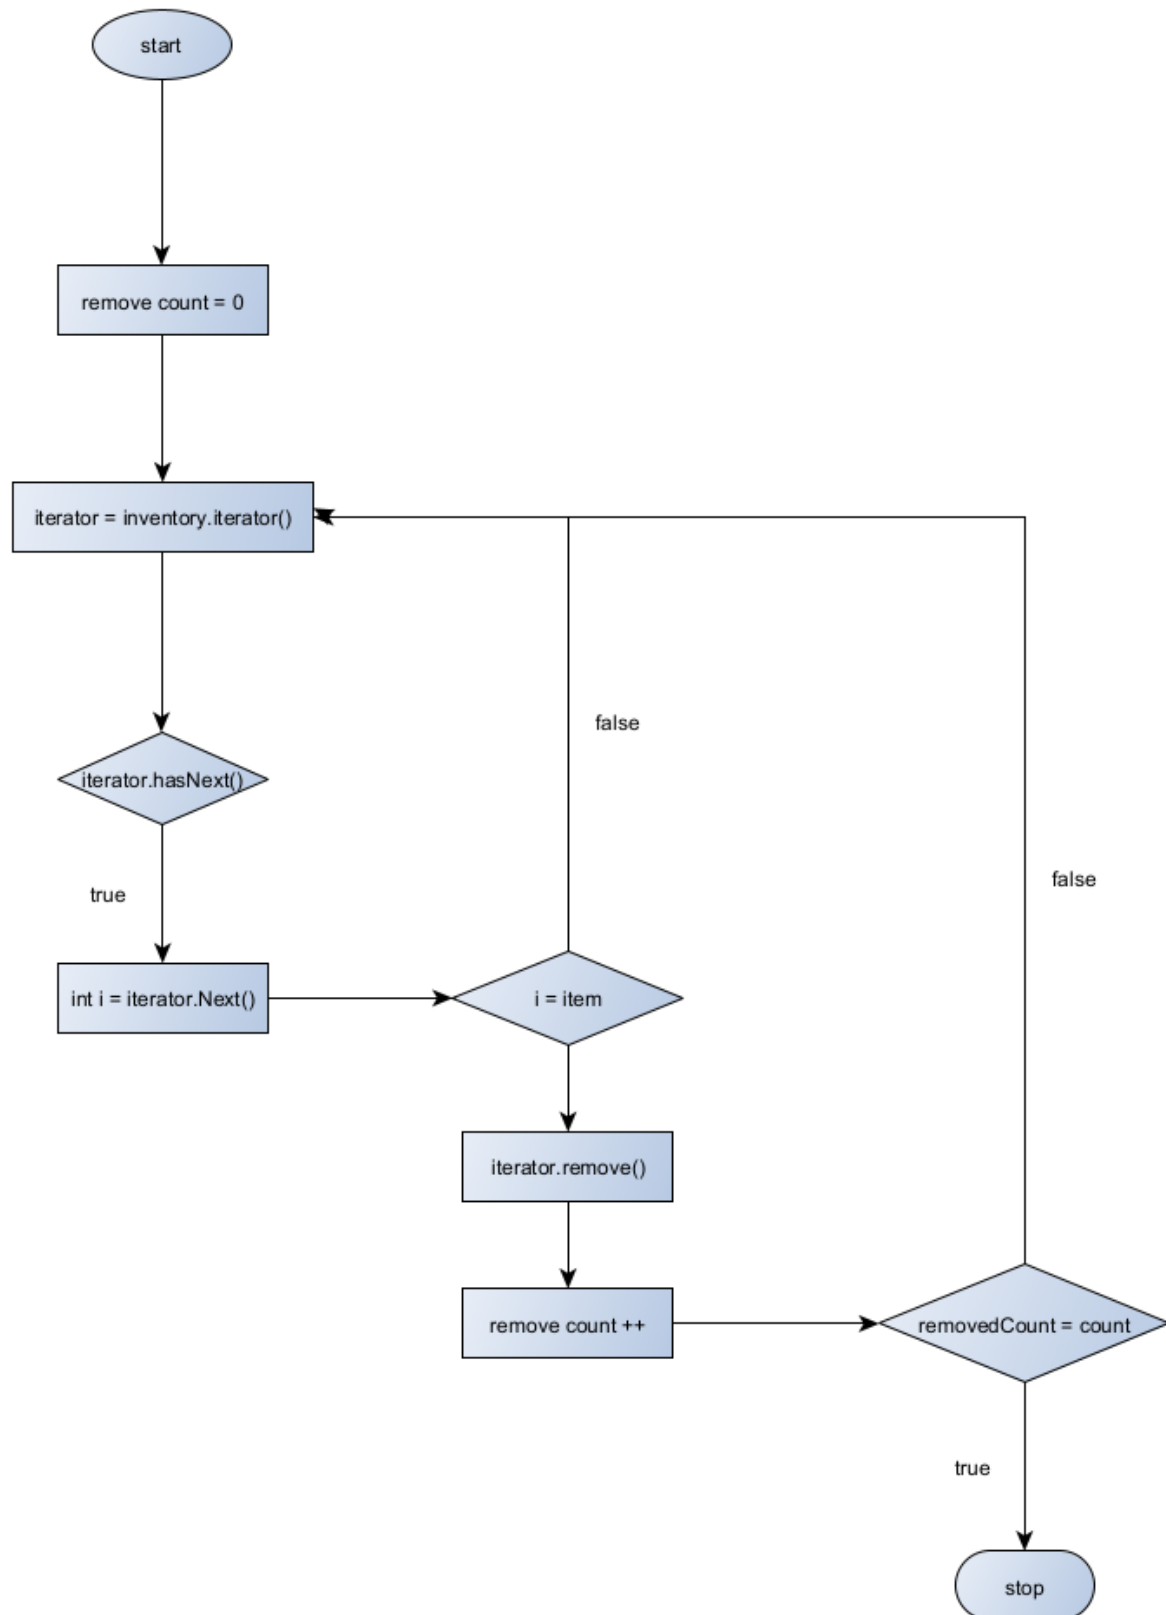 start
remove count = 0
iterator = inventory.iterator()
false
iterator.hasNext()
false
true
int i = iterator.Next()
i = item
iterator.remove()
remove count ++
removedCount = count
true
stop